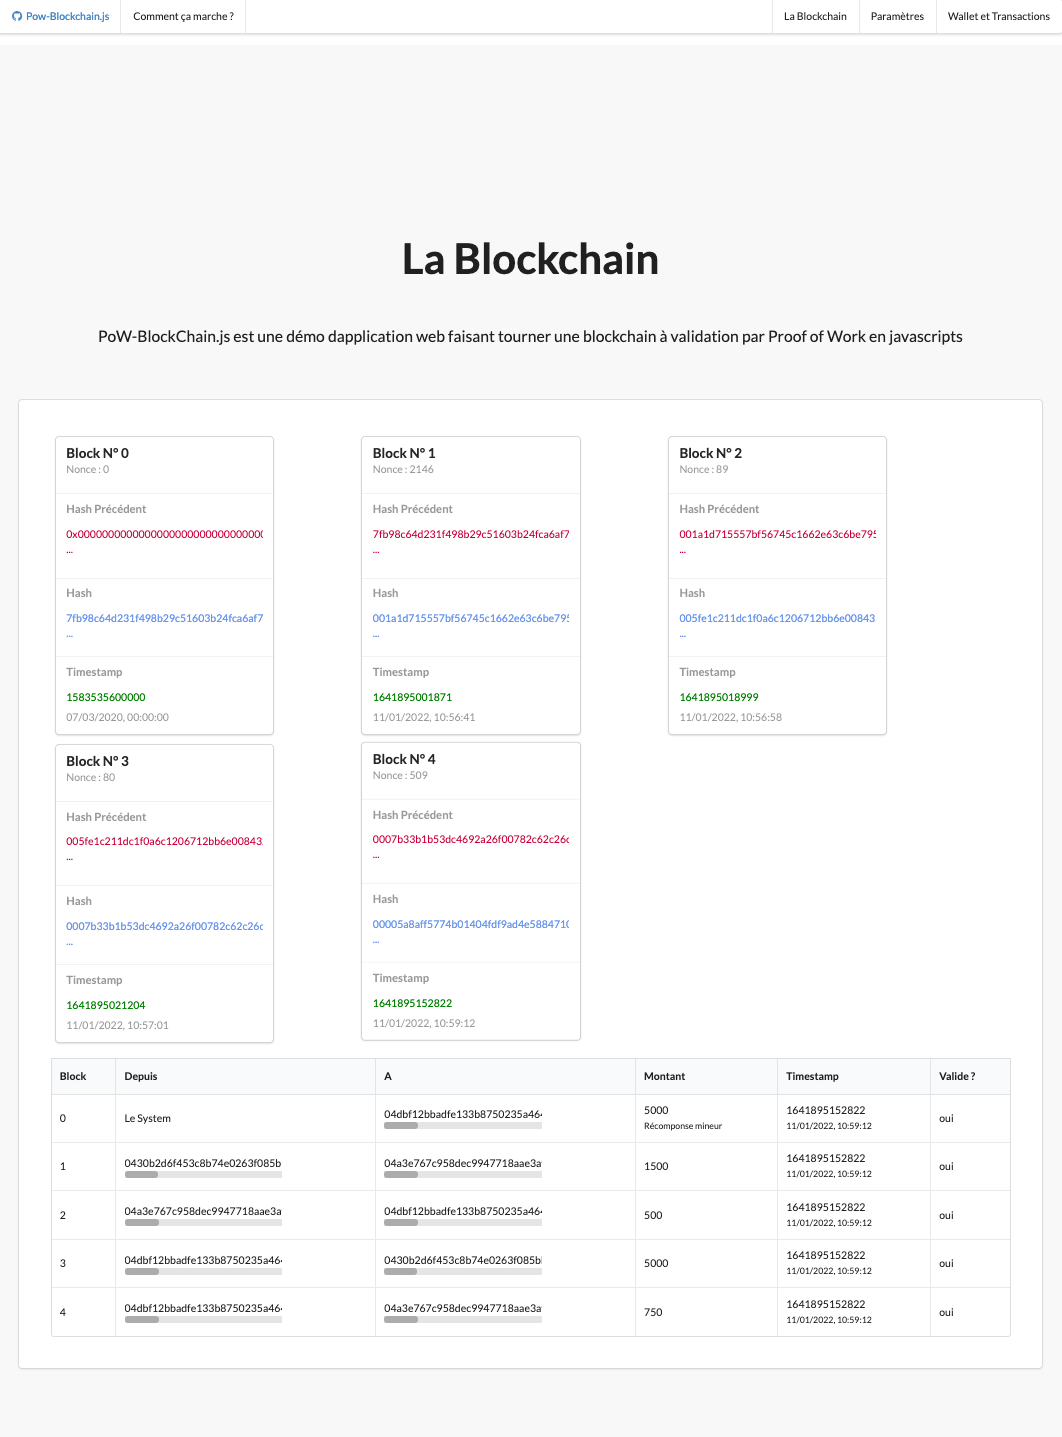 Pow-Blockchain.js Comment ça marche ? La Blockchain Paramètres Wallet et Transactions
La Blockchain
PoW-BlockChain.js est une démo dapplication web faisant tourner une blockchain à validation par Proof of Work en javascripts
Block N° 0
Nonce : 0
Hash Précédent
0x00000000000000000000000000000000
...
Hash
7fb98c64d231f498b29c51603b24fca6af7
...
Timestamp
1583535600000
07/03/2020, 00:00:00
Block N° 1
Nonce : 2146
Hash Précédent
7fb98c64d231f498b29c51603b24fca6af7
...
Hash
001a1d715557bf56745c1662e63c6be795
...
Timestamp
1641895001871
11/01/2022, 10:56:41
Block N° 2
Nonce : 89
Hash Précédent
001a1d715557bf56745c1662e63c6be795
...
Hash
005fe1c211dc1f0a6c1206712bb6e00843
...
Timestamp
1641895018999
11/01/2022, 10:56:58
Block N° 3
Nonce : 80
Hash Précédent
005fe1c211dc1f0a6c1206712bb6e00843
...
Hash
0007b33b1b53dc4692a26f00782c62c26c
...
Timestamp
1641895021204
11/01/2022, 10:57:01
Block N° 4
Nonce : 509
Hash Précédent
0007b33b1b53dc4692a26f00782c62c26c
...
Hash
00005a8aff5774b01404fdf9ad4e5884710
...
Timestamp
1641895152822
11/01/2022, 10:59:12
Block Depuis A Montant Timestamp Valide ?
0 Le System 04dbf12bbadfe133b8750235a464 5000 1641895152822 oui
Récomponse mineur 11/01/2022, 10:59:12
1 0430b2d6f453c8b74e0263f085b 04a3e767c958dec9947718aae3a 1500 1641895152822 oui
11/01/2022, 10:59:12
2 04a3e767c958dec9947718aae3a 04dbf12bbadfe133b8750235a464 500 1641895152822 oui
11/01/2022, 10:59:12
3 04dbf12bbadfe133b8750235a464 0430b2d6f453c8b74e0263f085b 5000 1641895152822 oui
11/01/2022, 10:59:12
4 04dbf12bbadfe133b8750235a464 04a3e767c958dec9947718aae3a 750 1641895152822 oui
11/01/2022, 10:59:12